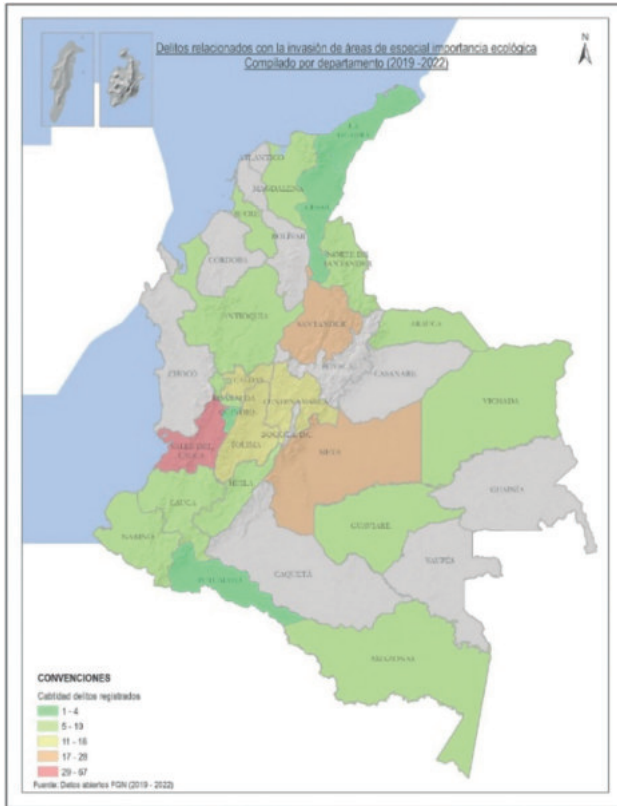 Delitos relacionados con la invasión de áreas de especial importancia ecológica
Compilado por departamento (2019 -2022)
N
LA GUAJIRA
ATLÁNTICO
MAGDALENA
CESAR
SUCRE
BOLÍVAR
NORTE DE
SANTANDER
CÓRDOBA
ANTIOQUIA
SANTANDER
ARAUCA
CHOCÓ
BOYACÁ
CASANARE
CALDAS
VICHADA
RISARALDA
CUNDINAMARCA
QUINDÍO
BOGOTÁ, D.C.
VALLE DEL
CAUCA
TOLIMA
META
GUAINÍA
HUILA
CAUCA
GUAVIARE
NARIÑO
VAUPÉS
CAQUETÁ
PUTUMAYO
AMAZONAS
CONVENCIONES
Catitidad delitos registrados
1 - 4
5 - 10
11 - 16
17 - 28
29 - 67
Fuente: Datos abiertos FGN (2019 - 2022)